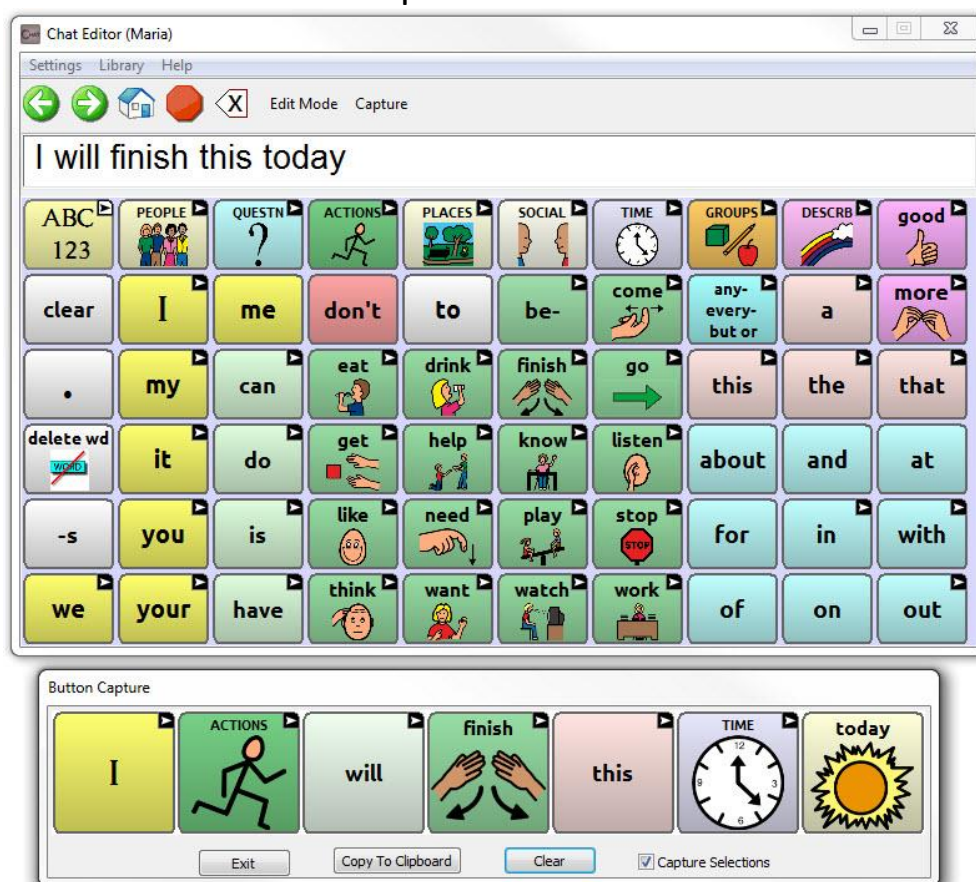 Chat Editor (Maria)
Settings Library Help
X Edit Mode Capture
I will finish this today
ABC 123 PEOPLE QUESTN ? ACTIONS PLACES SOCIAL TIME GROUPS DESCRB good
clear I me don't to be- come any- every- but or a more
. my can eat drink finish go this the that
delete wd WORD it do get help know listen about and at
-s you is like need play stop STOP for in with
we your have think want watch work of on out
Button Capture
I ACTIONS will finish this TIME 12 3 6 9 today
Exit Copy To Clipboard Clear Capture Selections